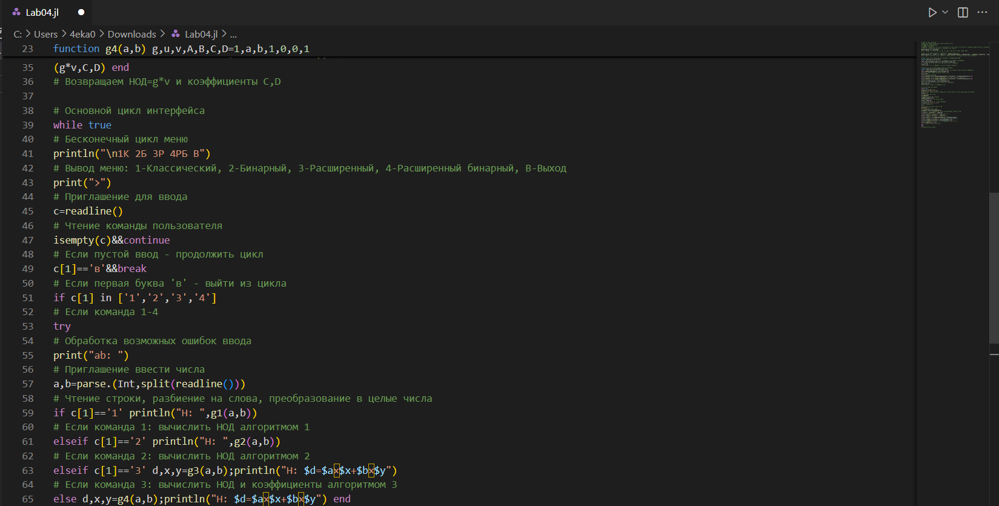 Lab04.jl
C: > Users > 4eka0 > Downloads > Lab04.jl > ...
23 function g4(a,b) g,u,v,A,B,C,D=1,a,b,1,0,0,1
35 (g*v,C,D) end
36 # Возвращаем НОД=g*v и коэффициенты C,D
37
38 # Основной цикл интерфейса
39 while true
40 # Бесконечный цикл меню
41 println("\n1К 2Б 3Р 4РБ В")
42 # Вывод меню: 1-Классический, 2-Бинарный, 3-Расширенный, 4-Расширенный бинарный, В-Выход
43 print(">")
44 # Приглашение для ввода
45 c=readline()
46 # Чтение команды пользователя
47 isempty(c)&&continue
48 # Если пустой ввод - продолжить цикл
49 c[1]=='в'&&break
50 # Если первая буква 'в' - выйти из цикла
51 if c[1] in ['1','2','3','4']
52 # Если команда 1-4
53 try
54 # Обработка возможных ошибок ввода
55 print("ab: ")
56 # Приглашение ввести числа
57 a,b=parse.(Int,split(readline()))
58 # Чтение строки, разбиение на слова, преобразование в целые числа
59 if c[1]=='1' println("Н: ",g1(a,b))
60 # Если команда 1: вычислить НОД алгоритмом 1
61 elseif c[1]=='2' println("Н: ",g2(a,b))
62 # Если команда 2: вычислить НОД алгоритмом 2
63 elseif c[1]=='3' d,x,y=g3(a,b);println("Н: $d=$a×$x+$b×$y")
64 # Если команда 3: вычислить НОД и коэффициенты алгоритмом 3
65 else d,x,y=g4(a,b);println("Н: $d=$a×$x+$b×$y") end